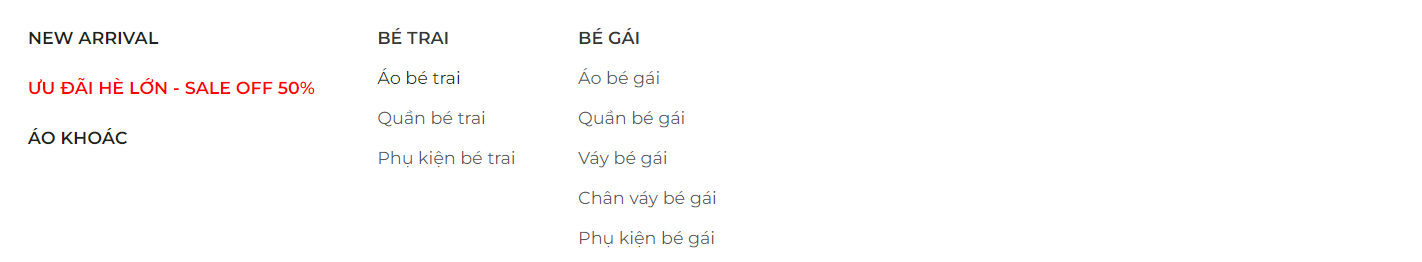 NEW ARRIVAL
ƯU ĐÃI HÈ LỚN - SALE OFF 50%
ÁO KHOÁC
BÉ TRAI
Áo bé trai
Quần bé trai
Phụ kiện bé trai
BÉ GÁI
Áo bé gái
Quần bé gái
Váy bé gái
Chân váy bé gái
Phụ kiện bé gái